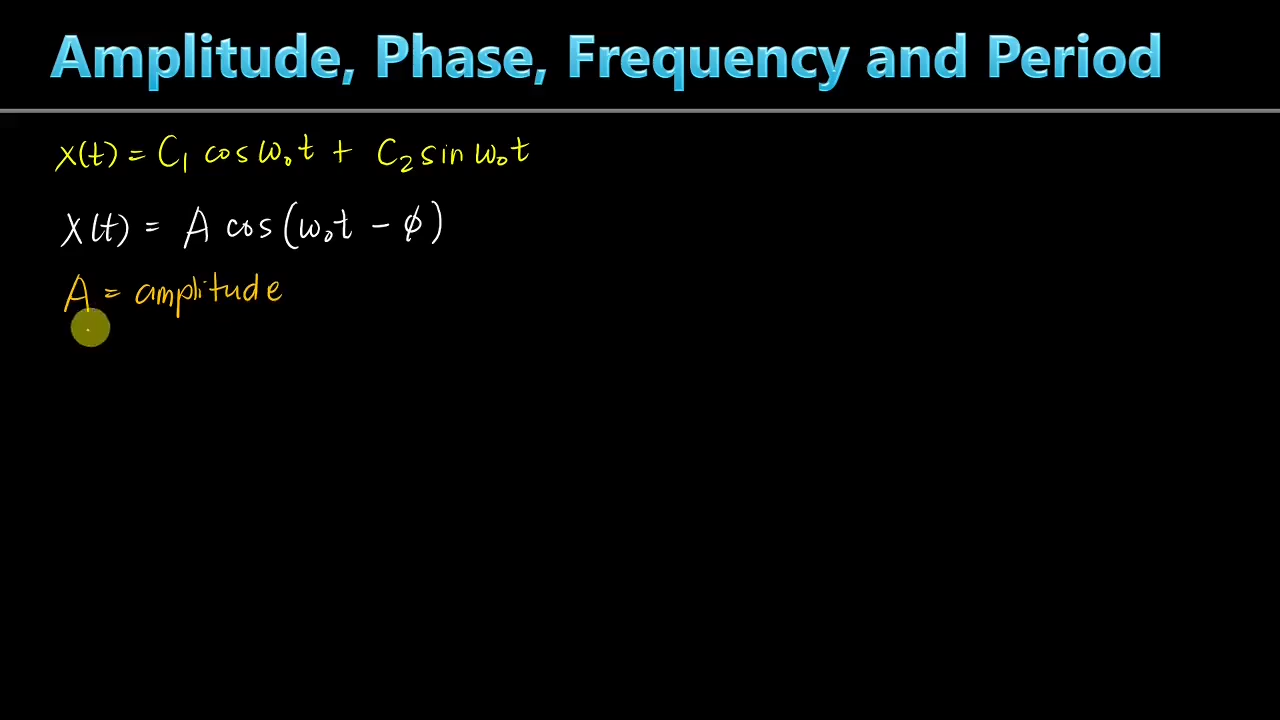 Amplitude, Phase, Frequency and Period
x(t) = C₁ cos ω₀t + C₂ sin ω₀t
x(t) = A cos(ω₀t - ϕ)
A = amplitude